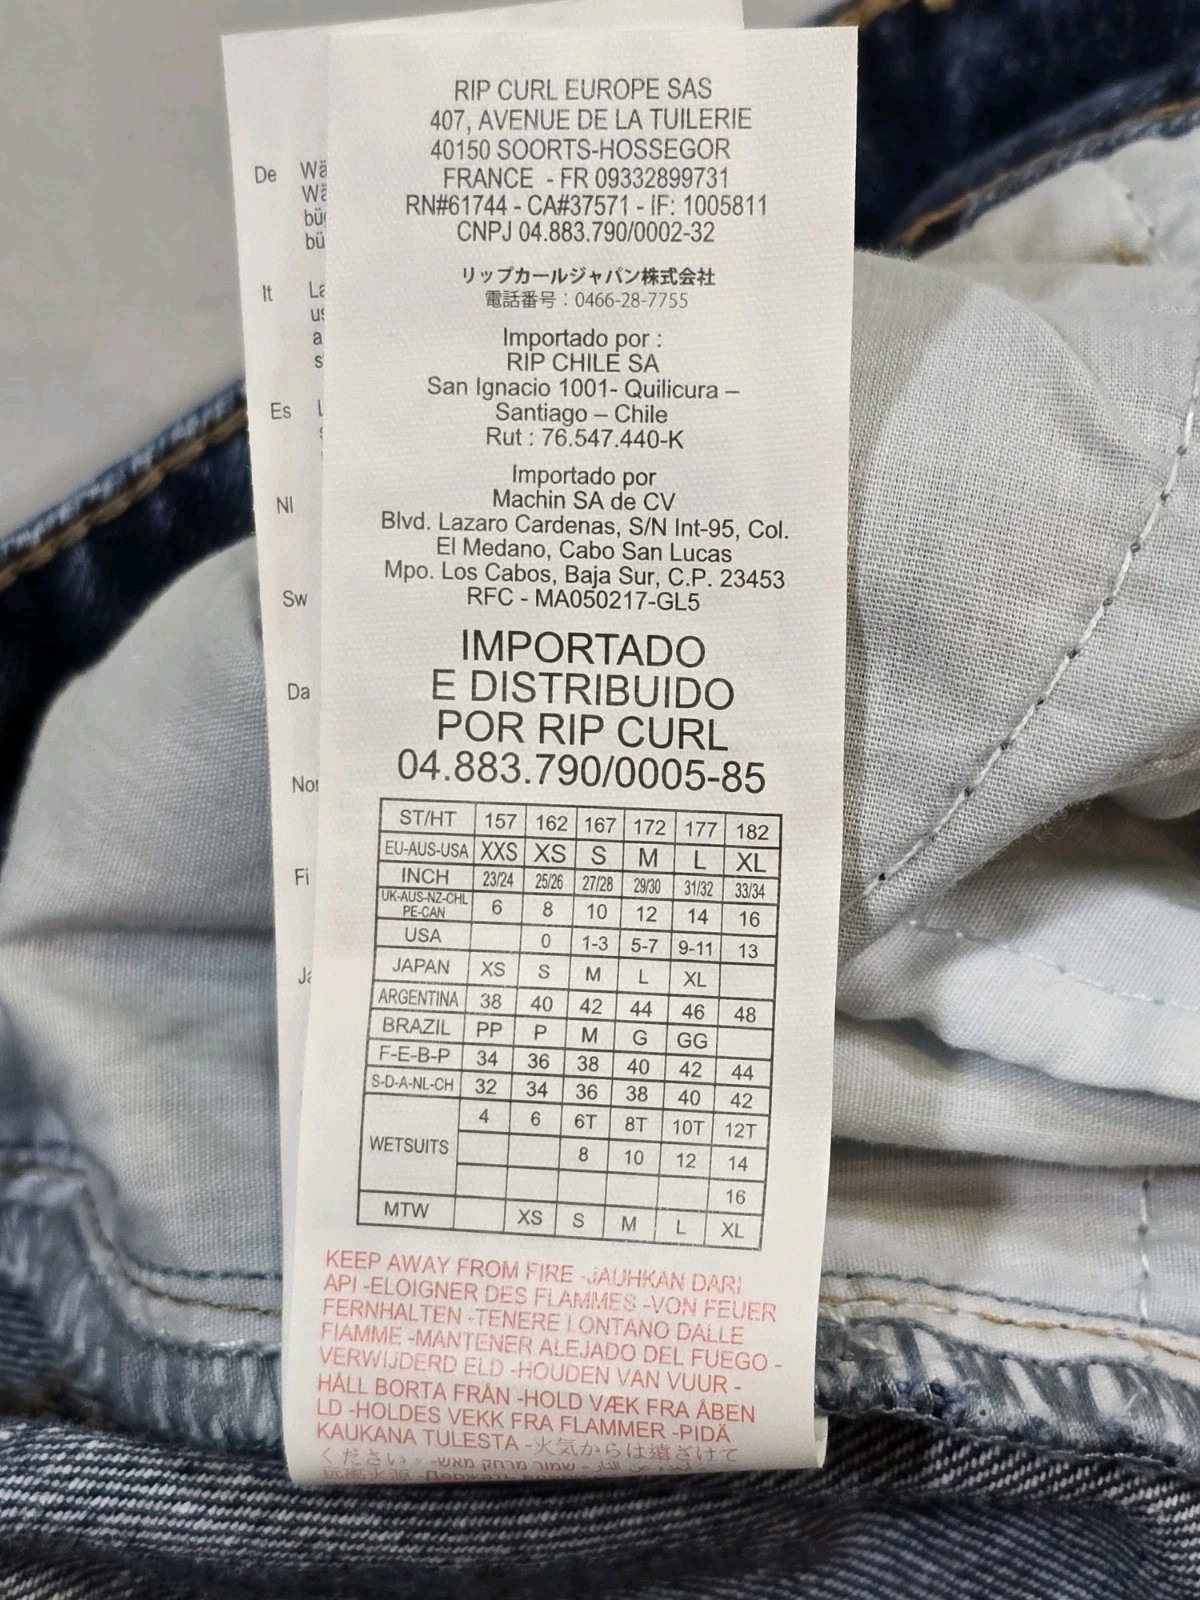 RIP CURL EUROPE SAS
407, AVENUE DE LA TUILERIE
40150 SOORTS-HOSSEGOR
FRANCE - FR 09332899731
RN#61744 - CA#37571 - IF: 1005811
CNPJ 04.883.790/0002-32
リップカールジャパン株式会社
電話番号：0466-28-7755
Importado por :
RIP CHILE SA
San Ignacio 1001- Quilicura –
Santiago – Chile
Rut : 76.547.440-K
Importado por
Machin SA de CV
Blvd. Lazaro Cardenas, S/N Int-95, Col.
El Medano, Cabo San Lucas
Mpo. Los Cabos, Baja Sur, C.P. 23453
RFC - MA050217-GL5
IMPORTADO
E DISTRIBUIDO
POR RIP CURL
04.883.790/0005-85
ST/HT 157 162 167 172 177 182
EU-AUS-USA XXS XS S M L XL
INCH 23/24 25/26 27/28 29/30 31/32 33/34
UK-AUS-NZ-CHL
PE-CAN 6 8 10 12 14 16
USA 0 1-3 5-7 9-11 13
JAPAN XS S M L XL
ARGENTINA 38 40 42 44 46 48
BRAZIL PP P M G GG
F-E-B-P 34 36 38 40 42 44
S-D-A-NL-CH 32 34 36 38 40 42
WETSUITS 4 6 6T 8T 10T 12T
8 10 12 14
16
MTW XS S M L XL
KEEP AWAY FROM FIRE -JAUHKAN DARI
API -ELOIGNER DES FLAMMES -VON FEUER
FERNHALTEN -TENERE LONTANO DALLE
FIAMME -MANTENER ALEJADO DEL FUEGO -
VERWIJDERD ELD -HOUDEN VAN VUUR -
HÅLL BORTA FRÅN -HOLD VÆK FRA ÅBEN
LD -HOLDES VEKK FRA FLAMMER -PIDÄ
KAUKANA TULESTA -火気からは遠ざけて
ください。 -שמור מרחק מאש
远离火源 -Держать
De
It
Es
Nl
Sw
Da
Fi